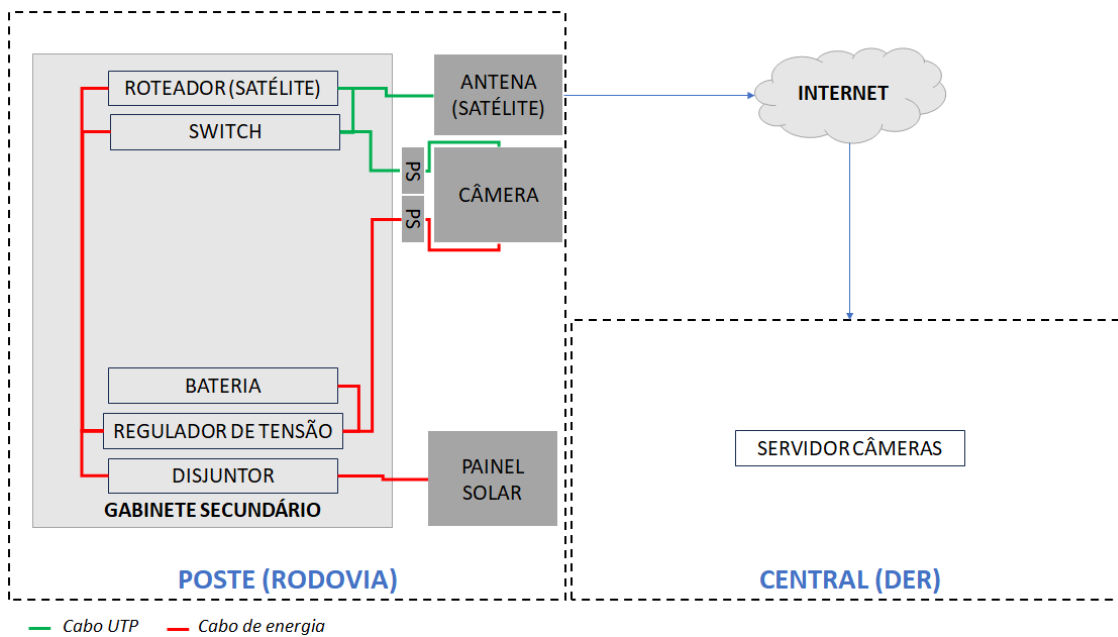 ROTEADOR (SATÉLITE)
SWITCH
ANTENA
(SATÉLITE)
INTERNET
PS
PS
CÂMERA
BATERIA
REGULADOR DE TENSÃO
DISJUNTOR
GABINETE SECUNDÁRIO
PAINEL
SOLAR
SERVIDOR CÂMERAS
POSTE (RODOVIA)
CENTRAL (DER)
Cabo UTP
Cabo de energia